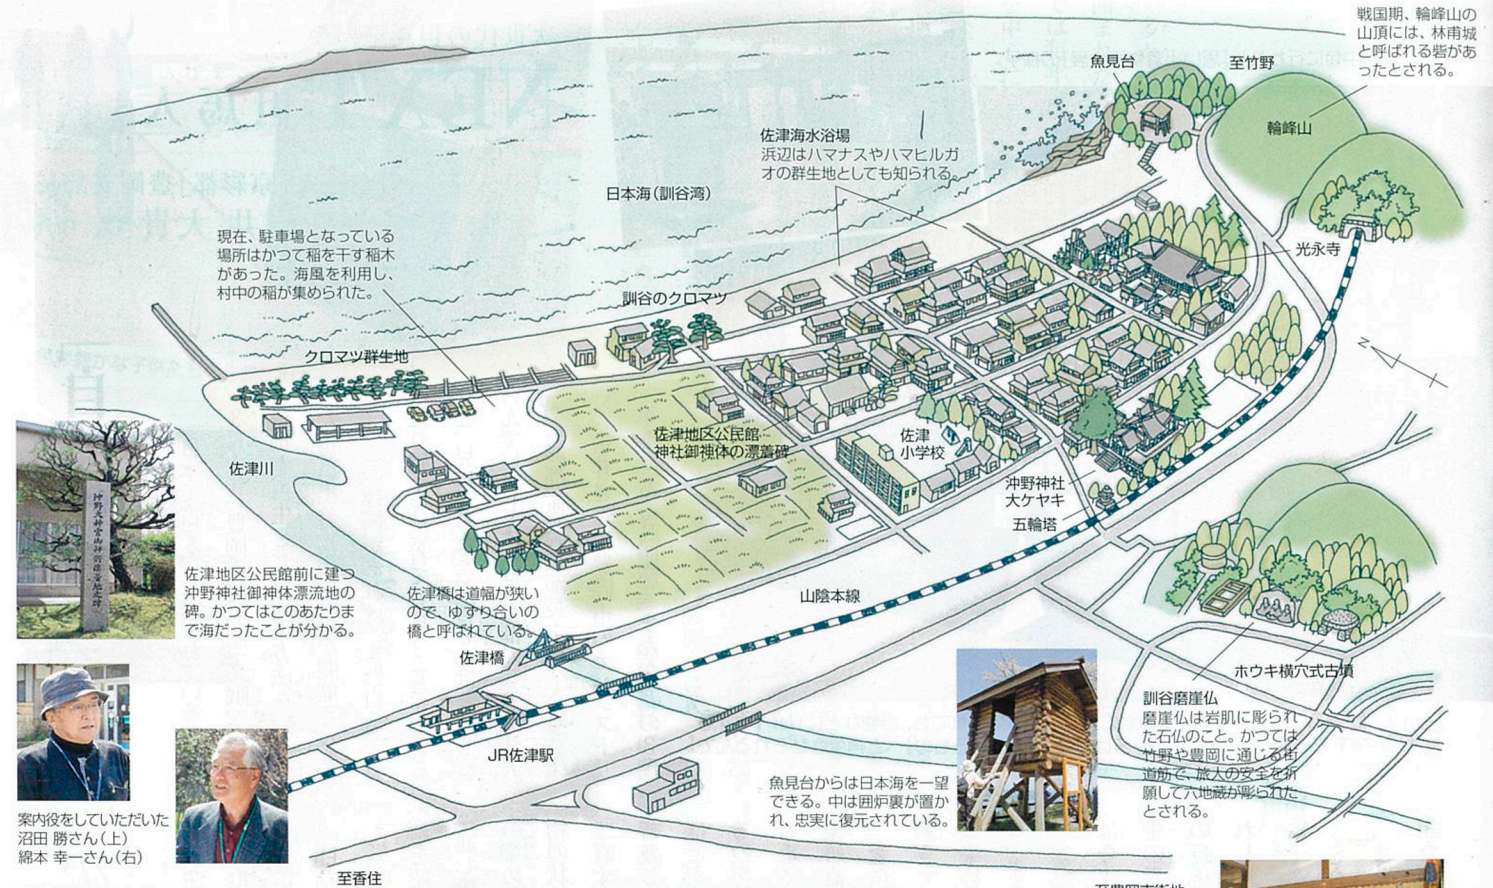 戦国期、輪峰山の
山頂には、林甫城
と呼ばれる砦があ
ったとされる。
魚見台
至竹野
輪峰山
佐津海水浴場
浜辺はハマナスやハマヒルガ
オの群生地としても知られる。
日本海(訓谷湾)
現在、駐車場となっている
場所はかつて稲を干す稲木
があった。海風を利用し、
村中の稲が集められた。
光永寺
訓谷のクロマツ
クロマツ群生地
N
佐津地区公民館
神社御神体の漂着碑
佐津
小学校
佐津川
沖野神社
大ケヤキ
五輪塔
佐津地区公民館前に建つ
沖野神社御神体漂流地の
碑。かつてはこのあたりま
で海だったことが分かる。
佐津橋は道幅が狭い
ので、ゆずり合いの
橋と呼ばれている。
山陰本線
佐津橋
JR佐津駅
ホウキ横穴式古墳
訓谷磨崖仏
磨崖仏は岩肌に彫られ
た石仏のこと。かつては
竹野や豊岡に通じる街
道筋で、旅人の安全を祈
願して六地蔵が彫られた
とされる。
魚見台からは日本海を一望
できる。中は囲炉裏が置か
れ、忠実に復元されている。
案内役をしていただいた
沼田 勝さん(上)
綿本 幸一さん(右)
至香住